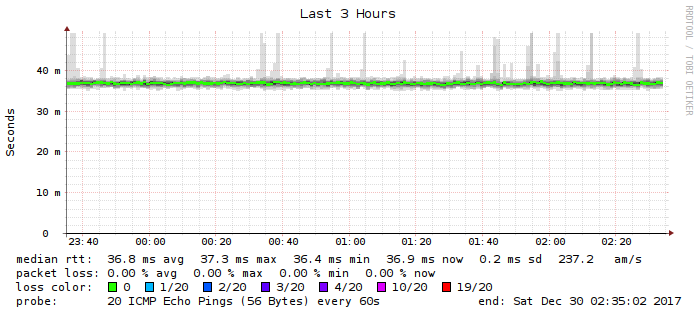 Last 3 Hours
RRDTOOL / TOBI OETIKER
Seconds
40 m
30 m
20 m
10 m
0
23:40 00:00 00:20 00:40 01:00 01:20 01:40 02:00 02:20
median rtt: 36.8 ms avg 37.3 ms max 36.4 ms min 36.9 ms now 0.2 ms sd 237.2 am/s
packet loss: 0.00 % avg 0.00 % max 0.00 % min 0.00 % now
loss color: 0 1/20 2/20 3/20 4/20 10/20 19/20
probe: 20 ICMP Echo Pings (56 Bytes) every 60s end: Sat Dec 30 02:35:02 2017